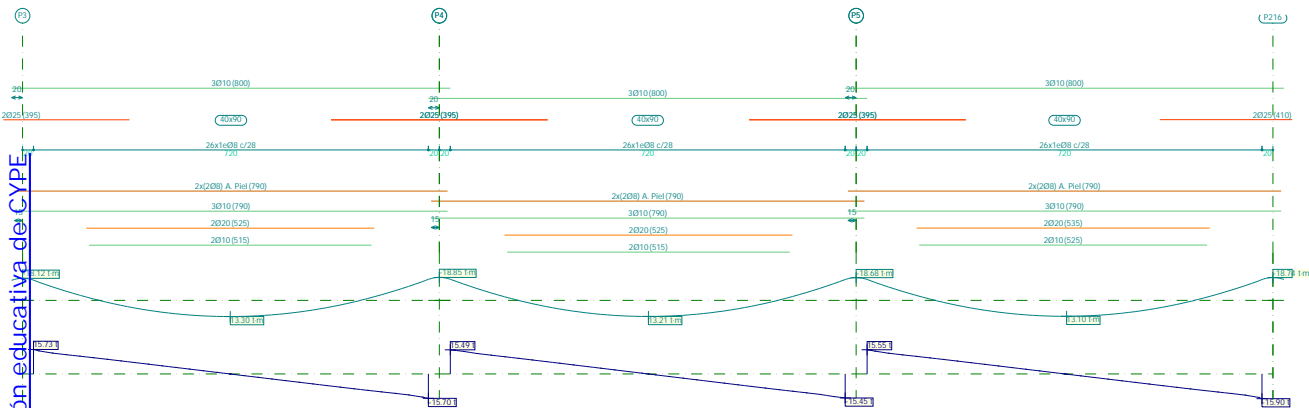 P3 P4 P5 P216
3Ø10 (800) 3Ø10 (800)
20 20
3Ø10 (800)
20
2Ø25 (395) 40x90 2Ø25 (395) 40x90 2Ø25 (395) 40x90 2Ø25 (410)
26x1eØ8 c/28 26x1eØ8 c/28 26x1eØ8 c/28
720 20 20 720 20 20 720 20
2x(2Ø8) A. Piel (790) 2x(2Ø8) A. Piel (790)
2x(2Ø8) A. Piel (790)
3Ø10 (790) 3Ø10 (790)
15 3Ø10 (790) 15
15
2Ø20 (525) 2Ø20 (535)
2Ø20 (525)
2Ø10 (515) 2Ø10 (525)
2Ø10 (515)
-18.85 t·m -18.68 t·m -18.74 t·m
13.30 t·m 13.21 t·m 13.10 t·m
15.73 t 15.49 t 15.55 t
-15.70 t -15.45 t -15.90 t
ón educativa de CYPE